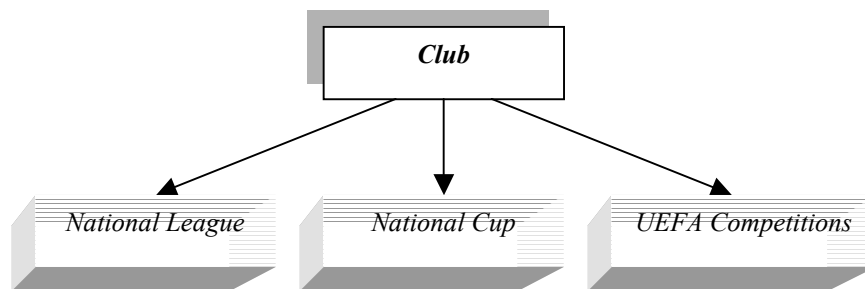 Club
National League
National Cup
UEFA Competitions